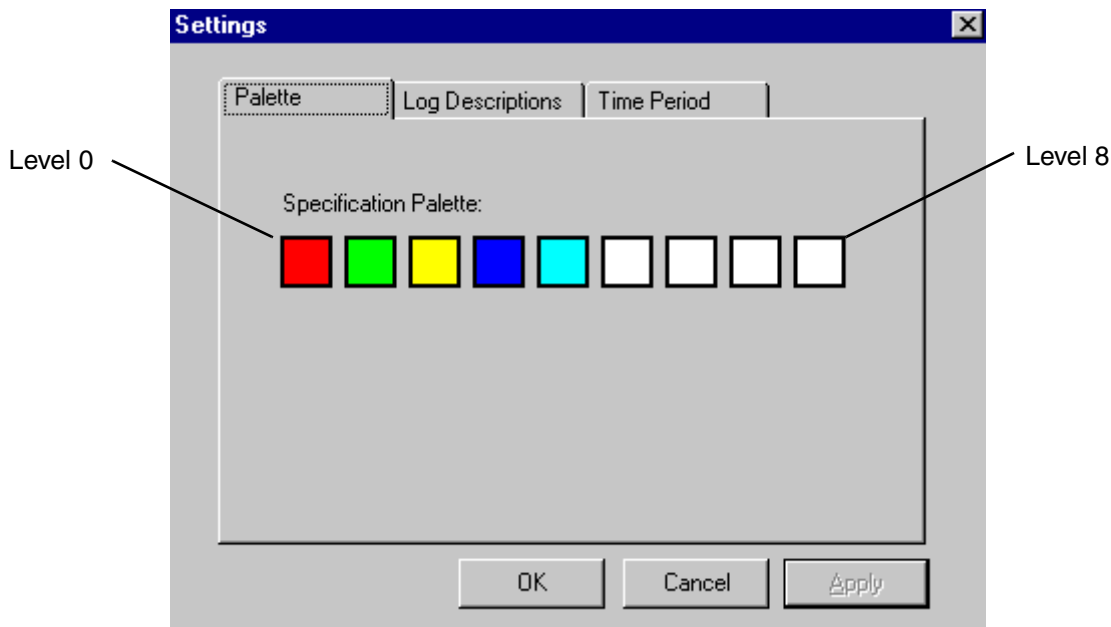 Settings
Palette Log Descriptions Time Period
Level 0 Level 8
Specification Palette:
OK Cancel Apply